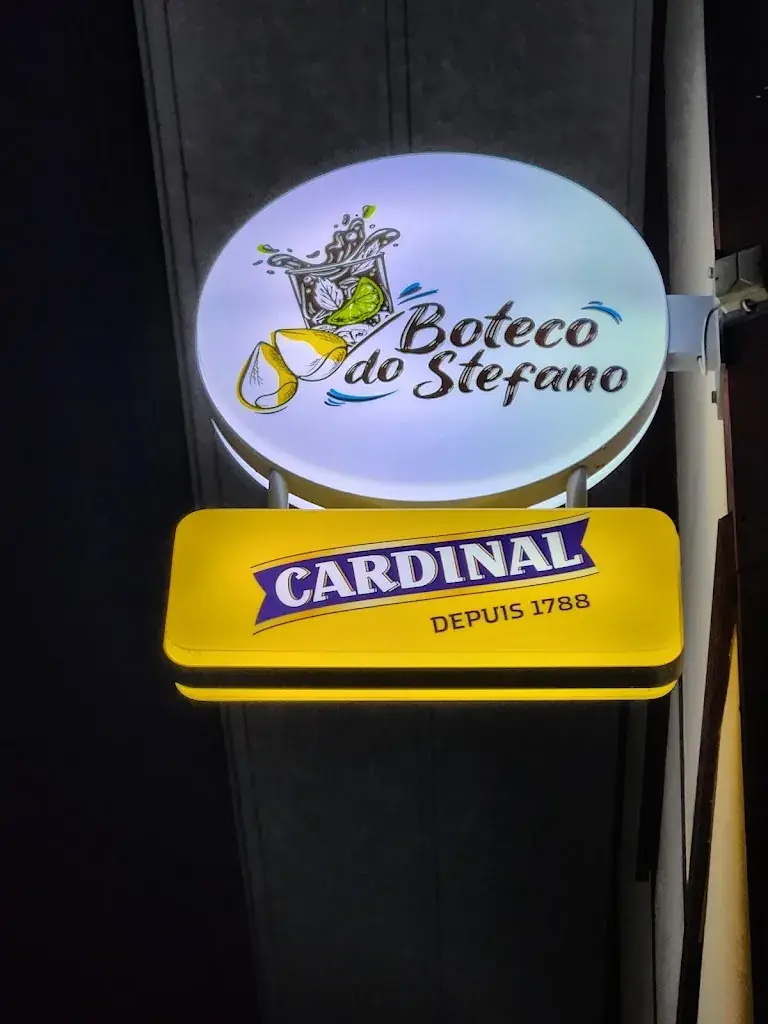 Boteco
do Stefano
CARDINAL
DEPUIS 1788